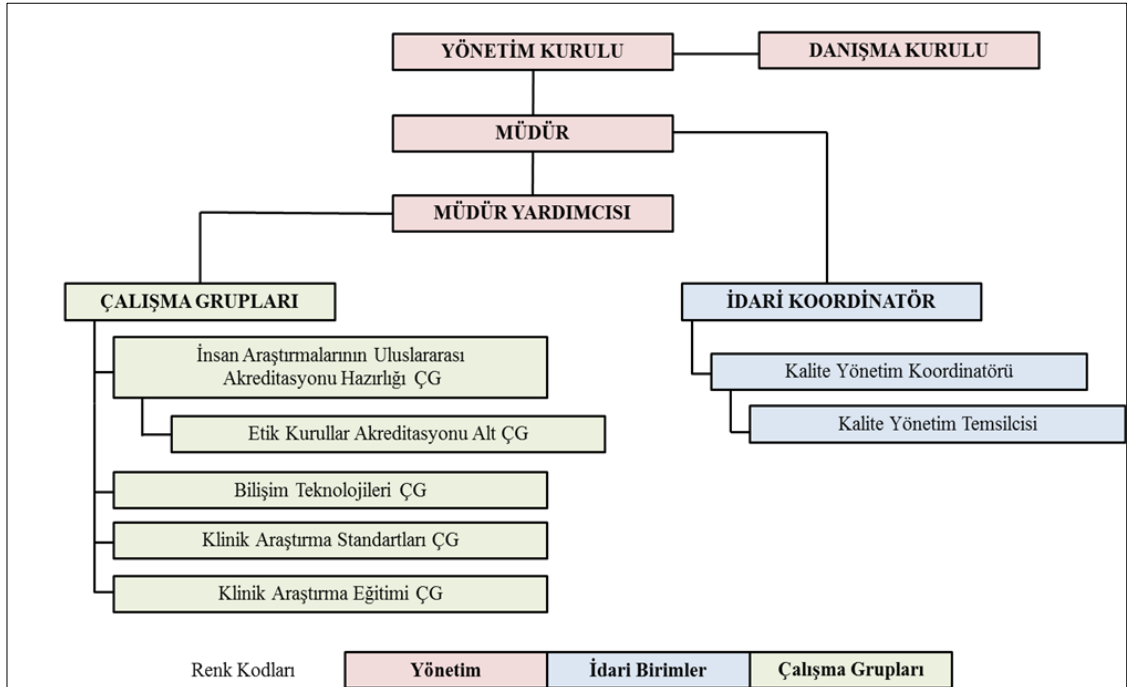 YÖNETİM KURULU
DANIŞMA KURULU
MÜDÜR
MÜDÜR YARDIMCISI
ÇALIŞMA GRUPLARI
İDARİ KOORDİNATÖR
İnsan Araştırmalarının Uluslararası
Akreditasyonu Hazırlığı ÇG
Kalite Yönetim Koordinatörü
Etik Kurullar Akreditasyonu Alt ÇG
Kalite Yönetim Temsilcisi
Bilişim Teknolojileri ÇG
Klinik Araştırma Standartları ÇG
Klinik Araştırma Eğitimi ÇG
Renk Kodları
Yönetim
İdari Birimler
Çalışma Grupları